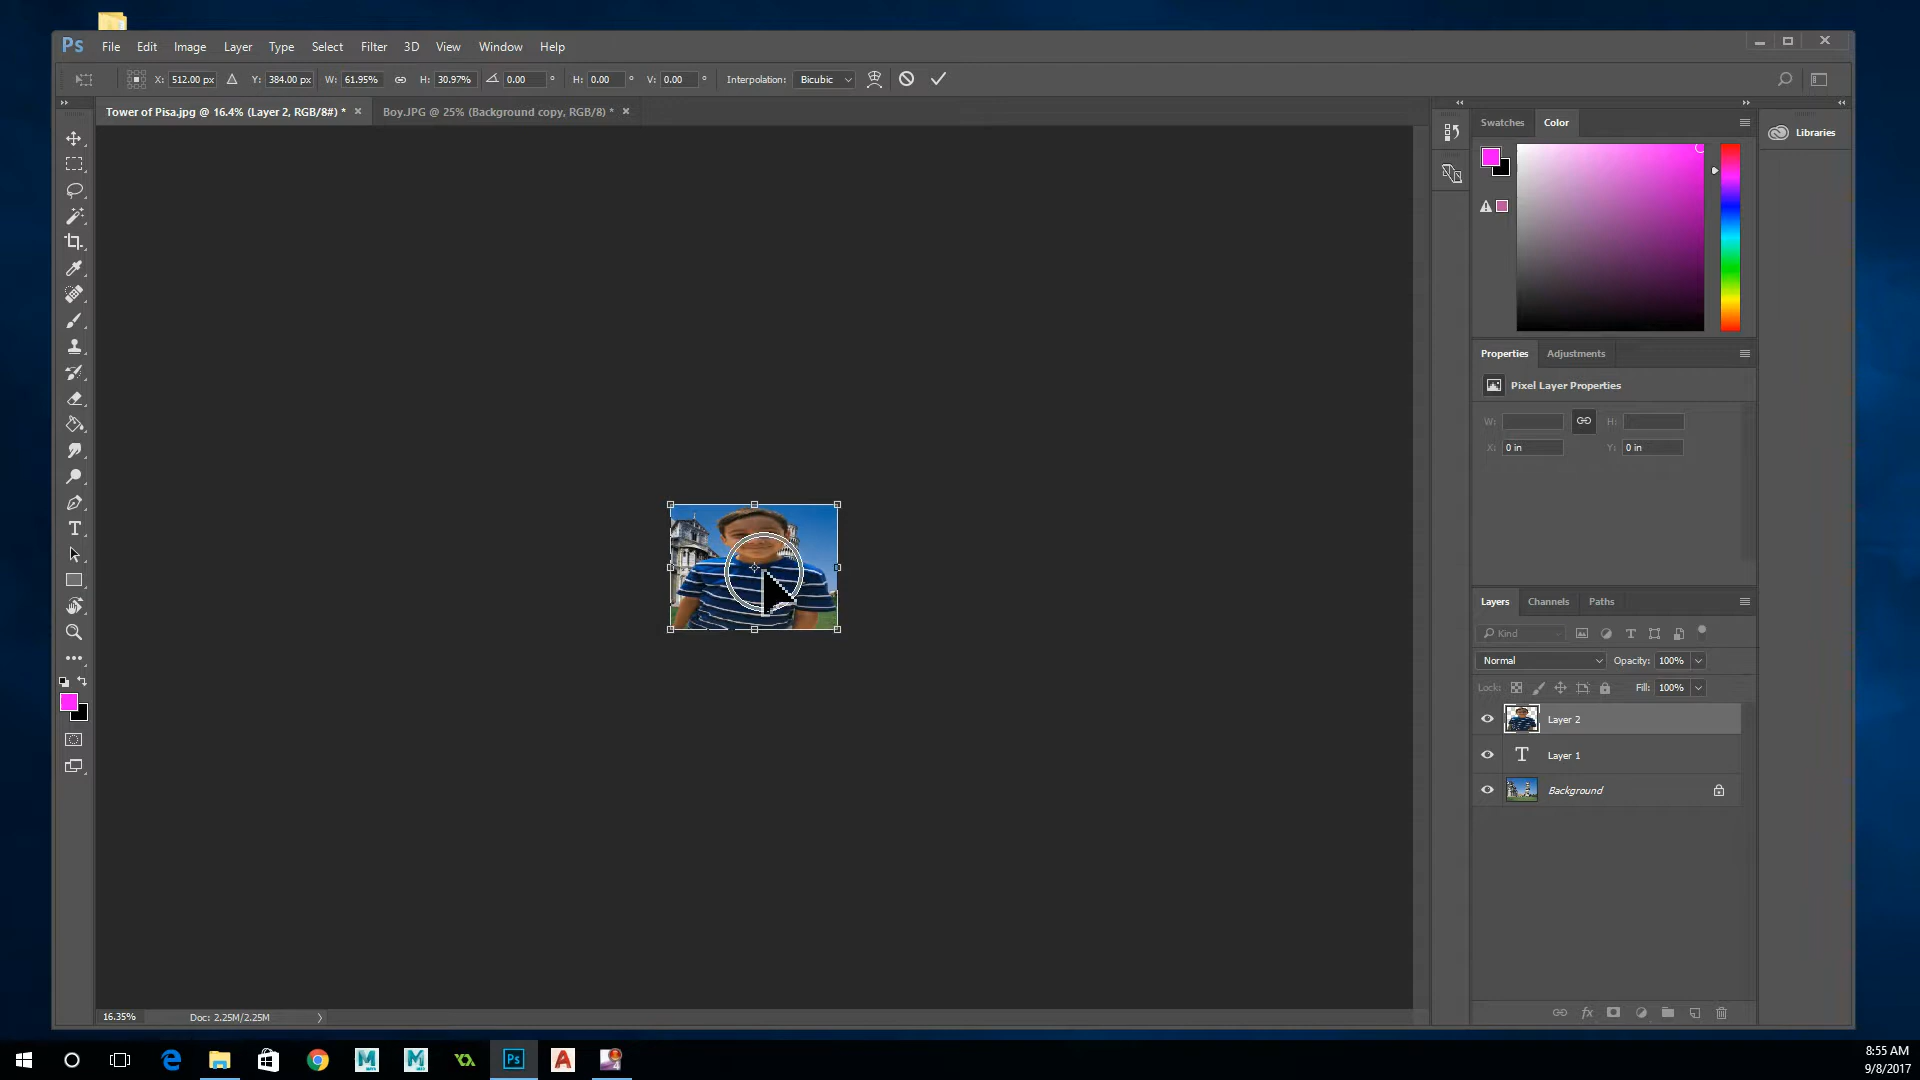 Ps File Edit Image Layer Type Select Filter 3D View Window Help
X: 512.00 px Y: 384.00 px W: 61.95% H: 30.97% 0.00 ° H: 0.00 ° V: 0.00 ° Interpolation: Bicubic
Tower of Pisa.jpg @ 16.4% (Layer 2, RGB/8#) * × Boy.JPG @ 25% (Background copy, RGB/8) * ×
Swatches Color
Libraries
Properties Adjustments
Pixel Layer Properties
W: H:
X: 0 in Y: 0 in
Layers Channels Paths
Kind
Normal Opacity: 100%
Lock: Fill: 100%
Layer 2
T Layer 1
Background
16.35% Doc: 2.25M/2.25M
Ps
8:55 AM
9/8/2017